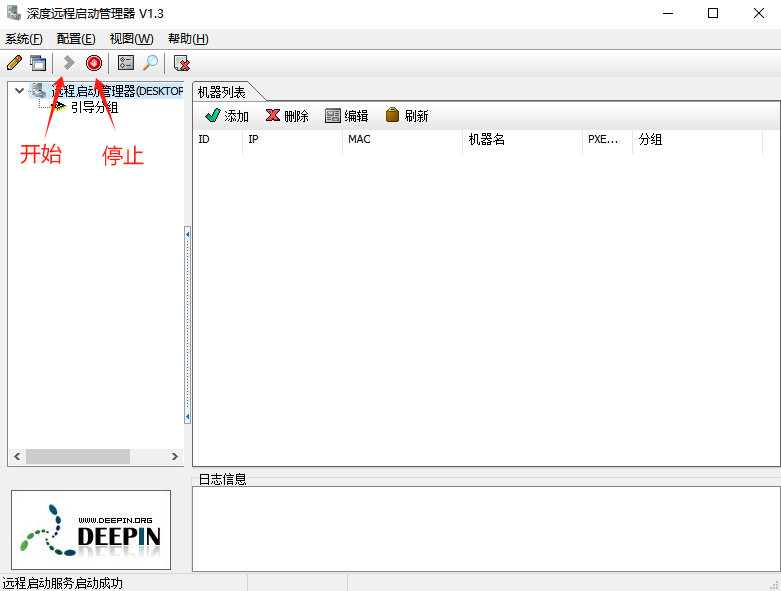 深度远程启动管理器 V1.3
系统(F) 配置(E) 视图(W) 帮助(H)
远程启动管理器(DESKTOP
引导分组
开始 停止
机器列表
添加 删除 编辑 刷新
ID IP MAC 机器名 PXE... 分组
日志信息
WWW.DEEPIN.ORG
DEEPIN
远程启动服务启动成功